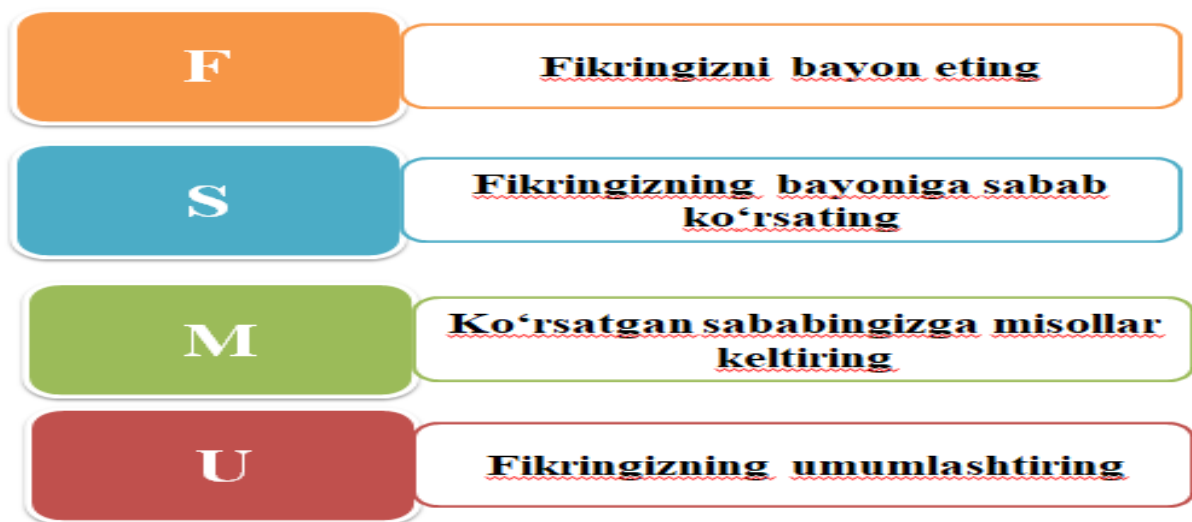 F
Fikringizni bayon eting
S
Fikringizning bayoniga sabab
ko‘rsating
M
Ko‘rsatgan sababingizga misollar
keltiring
U
Fikringizning umumlashtiring